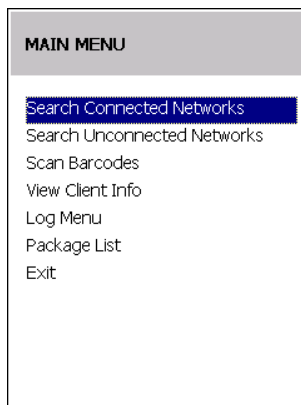 MAIN MENU
Search Connected Networks
Search Unconnected Networks
Scan Barcodes
View Client Info
Log Menu
Package List
Exit